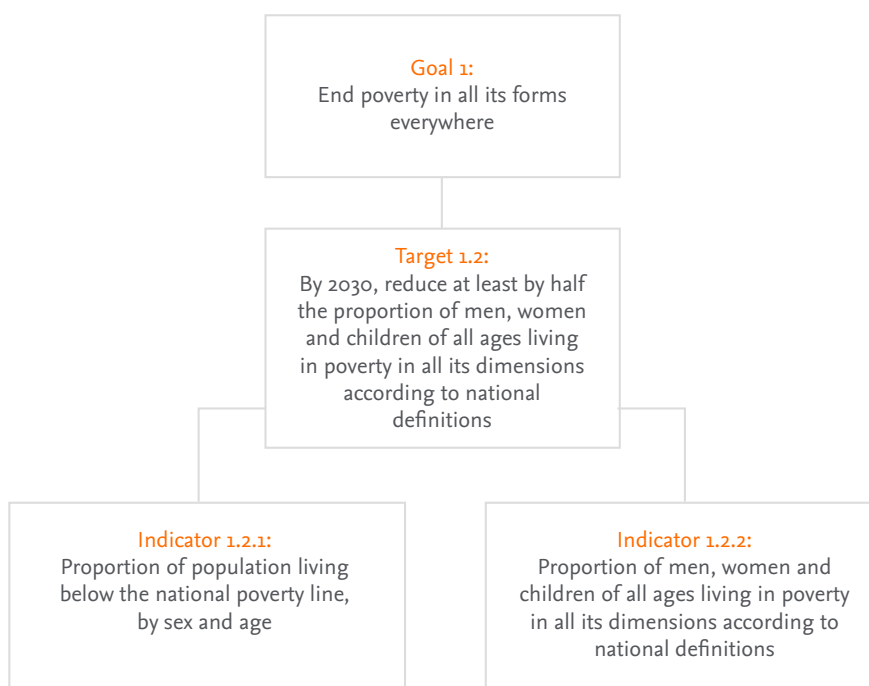 Goal 1:
End poverty in all its forms
everywhere
Target 1.2:
By 2030, reduce at least by half
the proportion of men, women
and children of all ages living
in poverty in all its dimensions
according to national
definitions
Indicator 1.2.1:
Proportion of population living
below the national poverty line,
by sex and age
Indicator 1.2.2:
Proportion of men, women and
children of all ages living in poverty
in all its dimensions according to
national definitions